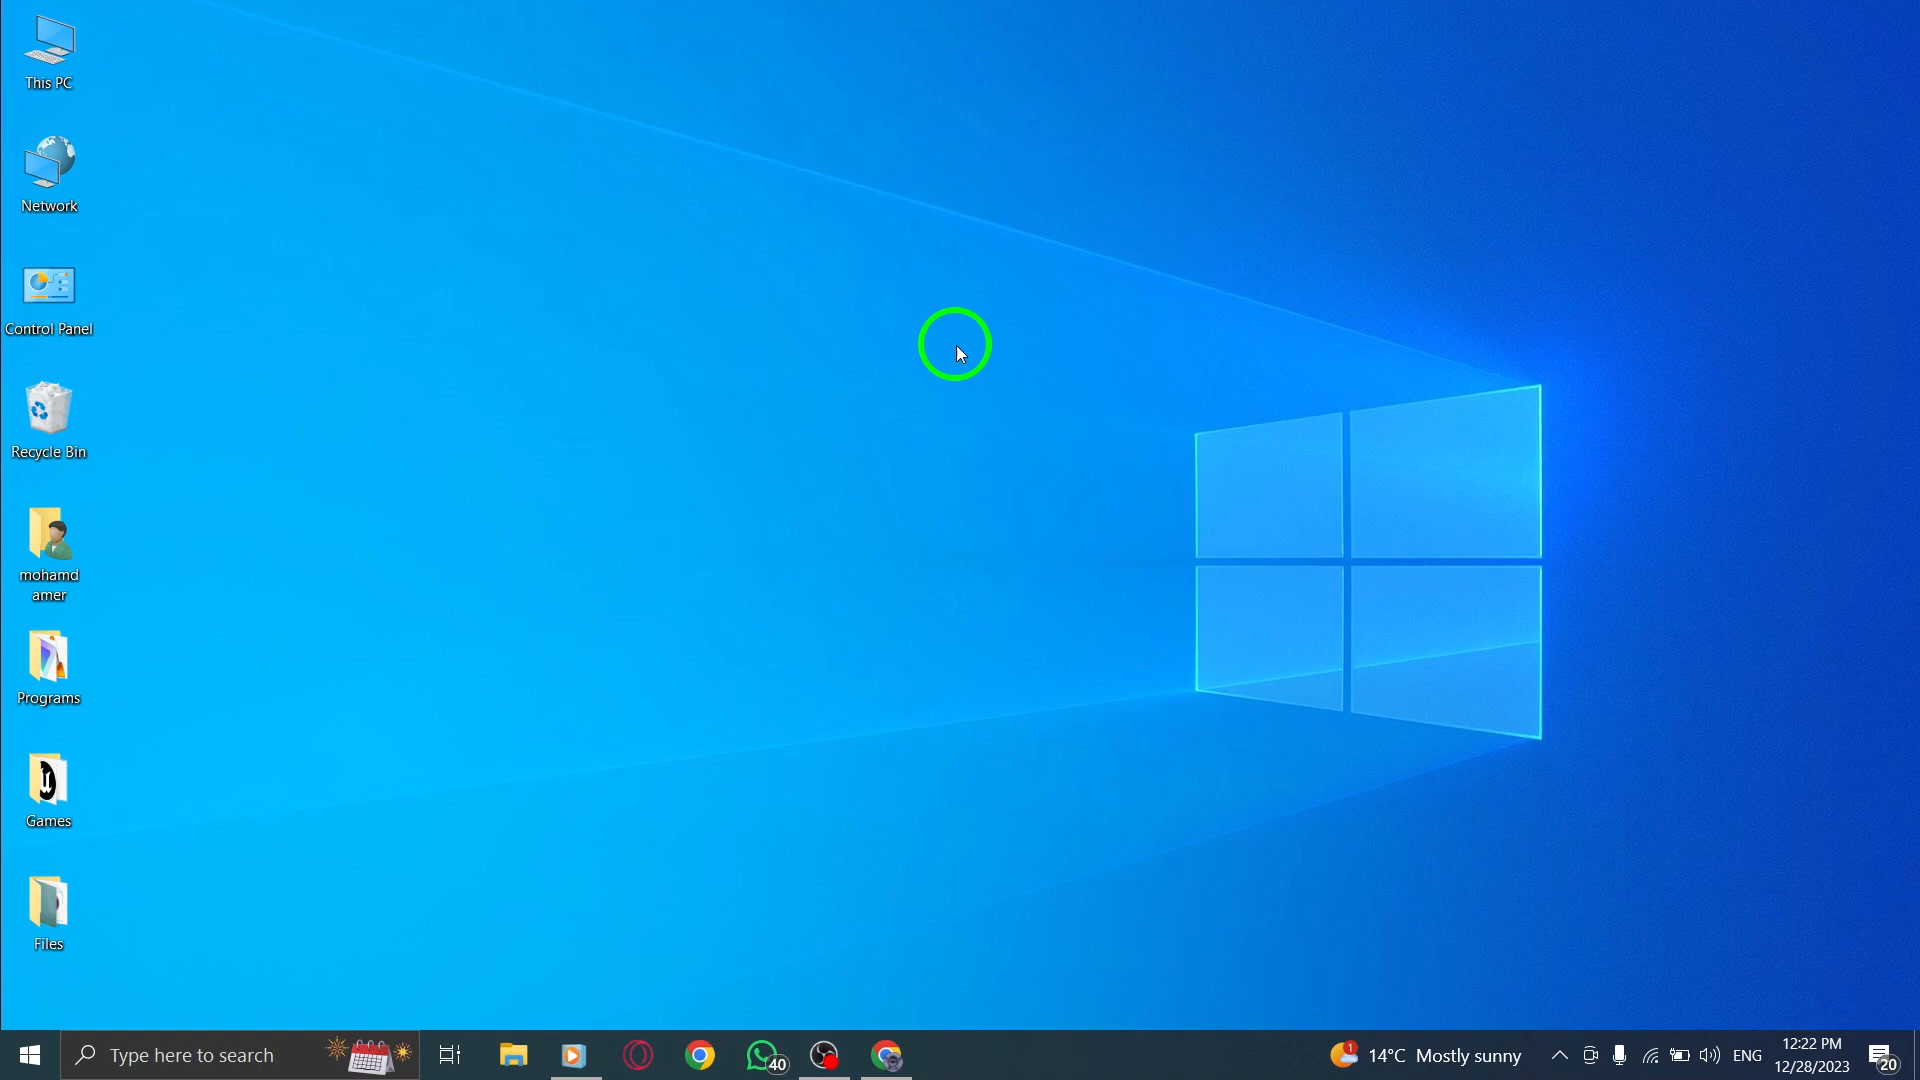 This PC
Network
Control Panel
Recycle Bin
mohamd
amer
Programs
Games
Files
Type here to search
40
1
14°C Mostly sunny
ENG
12:22 PM
12/28/2023
20